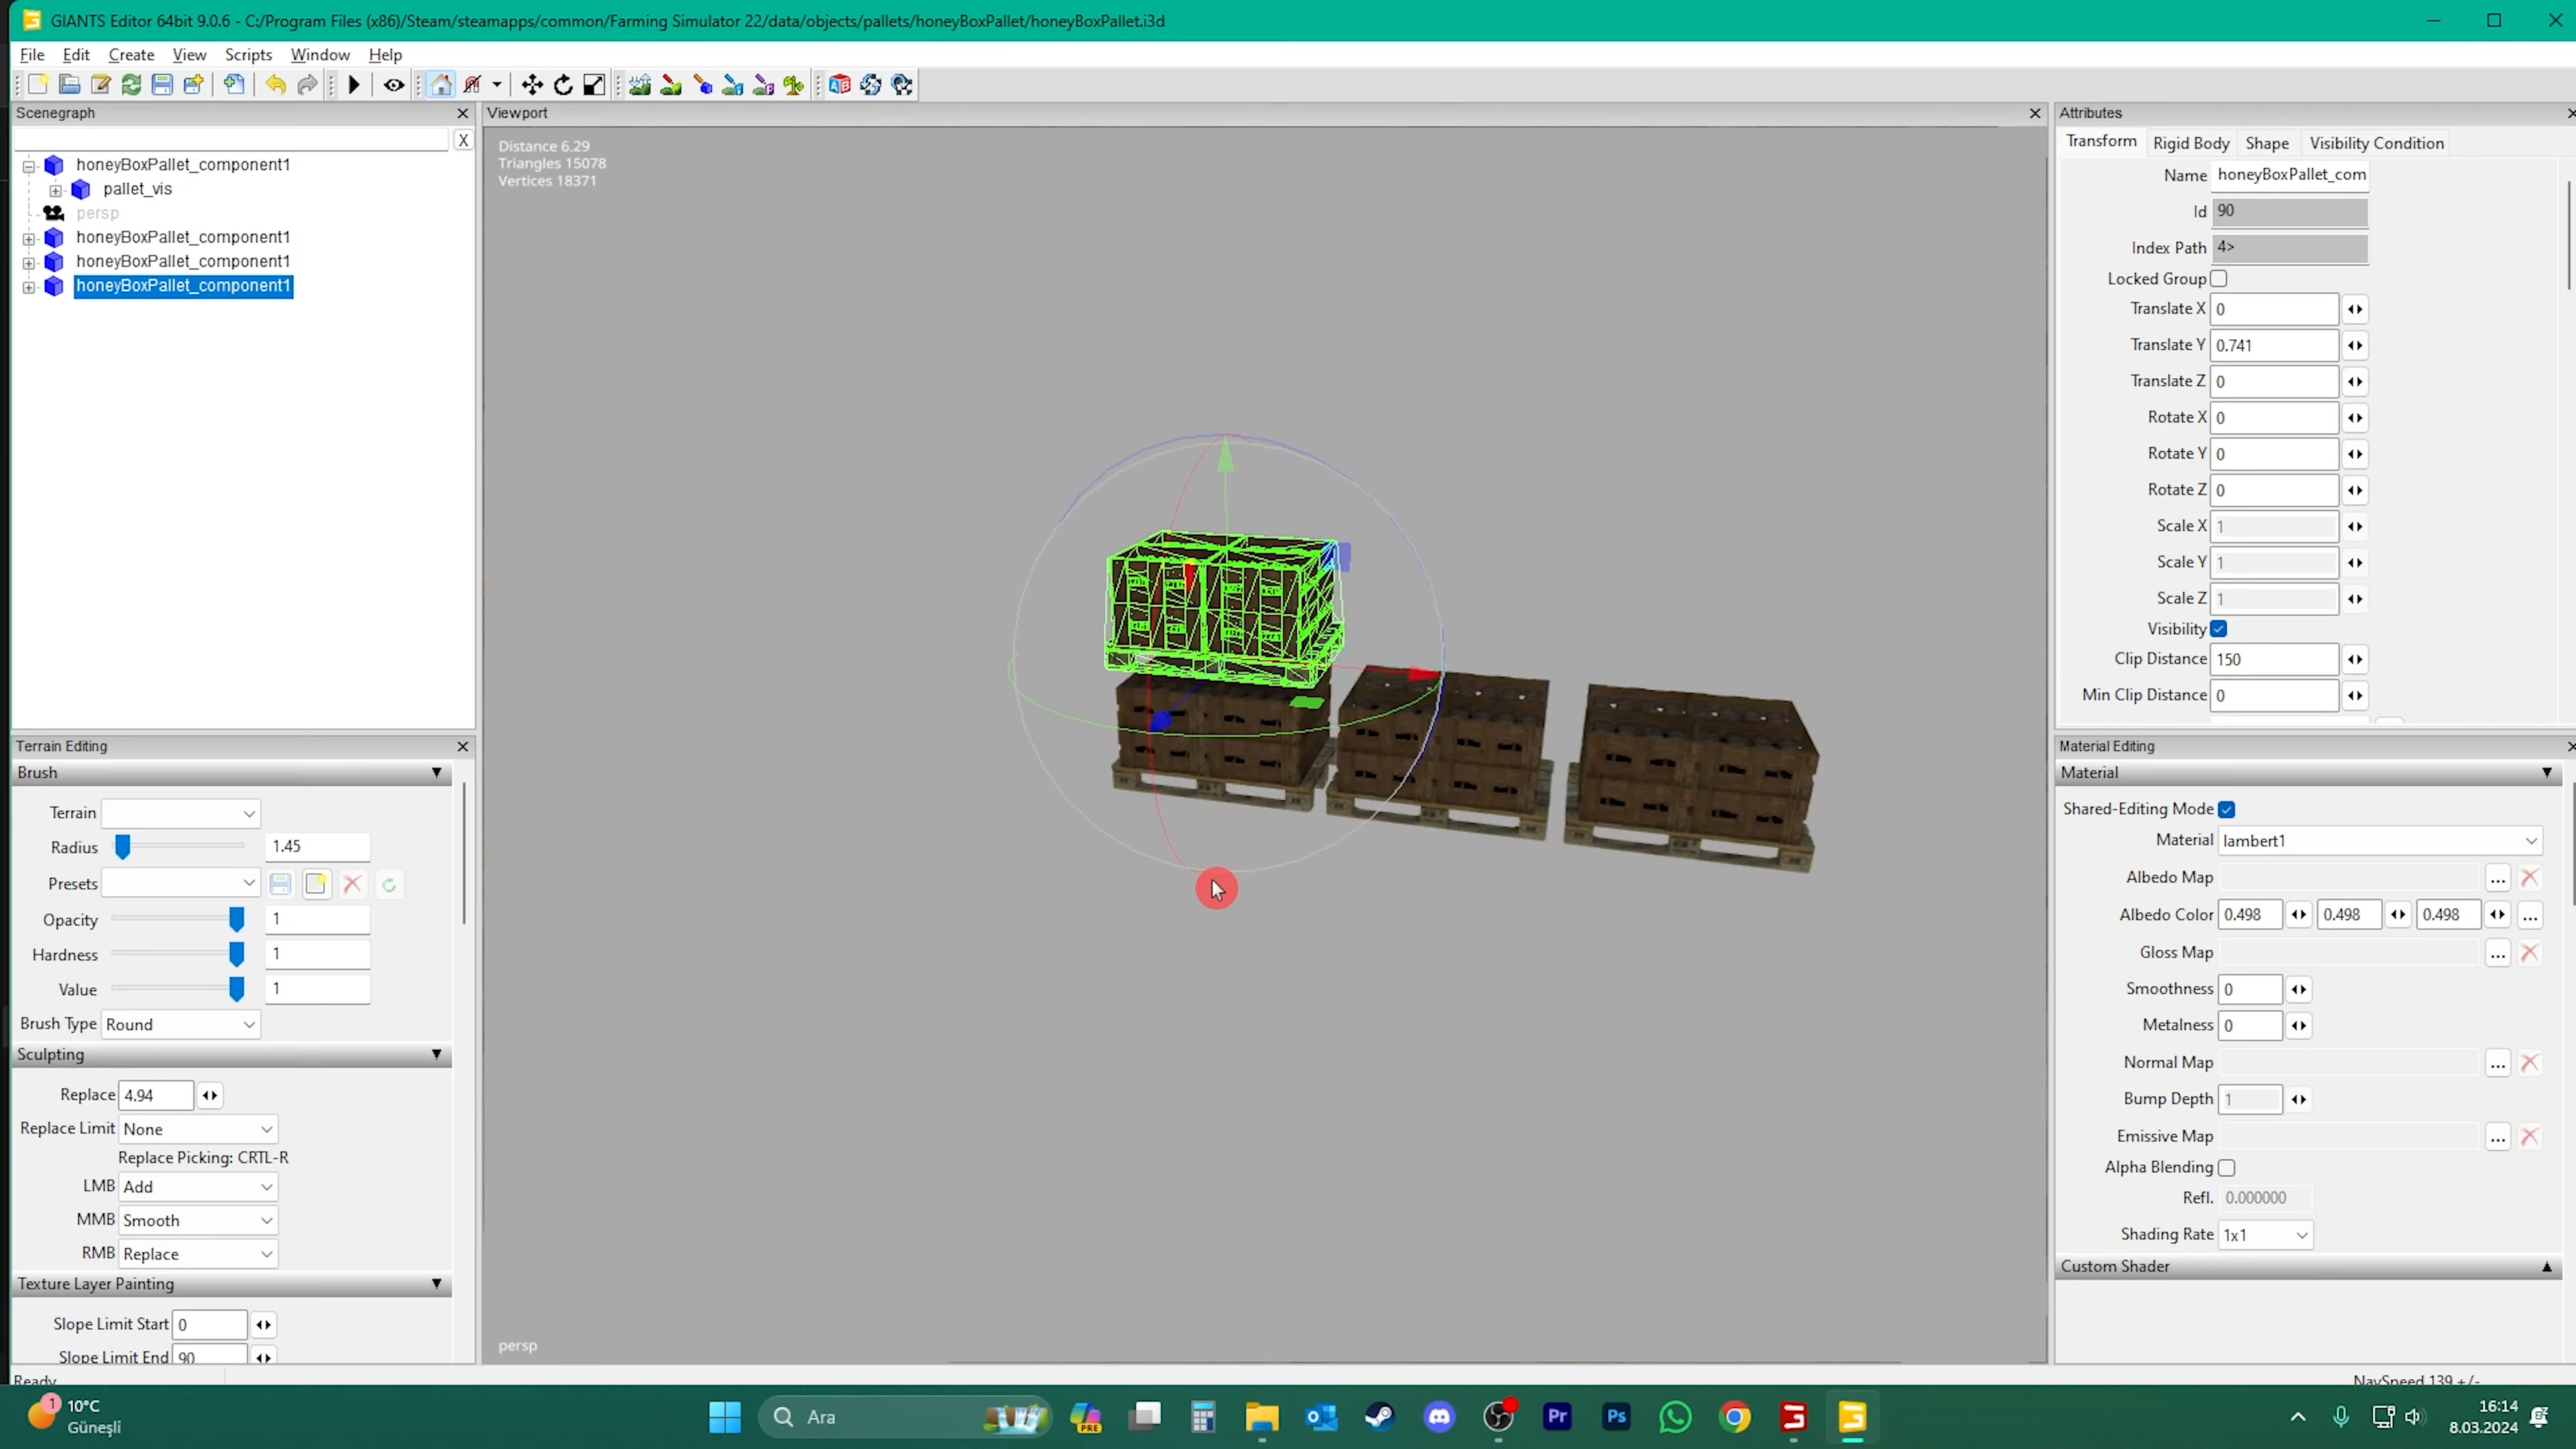 GIANTS Editor 64bit 9.0.6 - C:/Program Files (x86)/Steam/steamapps/common/Farming Simulator 22/data/objects/pallets/honeyBoxPallet/honeyBoxPallet.i3d
File Edit Create View Scripts Window Help
Scenegraph
X
honeyBoxPallet_component1
pallet_vis
persp
honeyBoxPallet_component1
honeyBoxPallet_component1
honeyBoxPallet_component1
Viewport
Distance 6.29
Triangles 15078
Vertices 18371
persp
Attributes
Transform Rigid Body Shape Visibility Condition
Name honeyBoxPallet_com
Id 90
Index Path 4>
Locked Group
Translate X 0
Translate Y 0.741
Translate Z 0
Rotate X 0
Rotate Y 0
Rotate Z 0
Scale X 1
Scale Y 1
Scale Z 1
Visibility
Clip Distance 150
Min Clip Distance 0
Terrain Editing
Brush
Terrain
Radius 1.45
Presets
Opacity 1
Hardness 1
Value 1
Brush Type Round
Sculpting
Replace 4.94
Replace Limit None
Replace Picking: CRTL-R
LMB Add
MMB Smooth
RMB Replace
Texture Layer Painting
Slope Limit Start 0
Slope Limit End 90
Ready
Material Editing
Material
Shared-Editing Mode
Material lambert1
Albedo Map ...
Albedo Color 0.498 0.498 0.498 ...
Gloss Map ...
Smoothness 0
Metalness 0
Normal Map ...
Bump Depth 1
Emissive Map ...
Alpha Blending
Refl. 0.000000
Shading Rate 1x1
Custom Shader
NavSpeed 139 +/-
1
10°C
Güneşli
Ara
PRE
Pr
Ps
16:14
8.03.2024